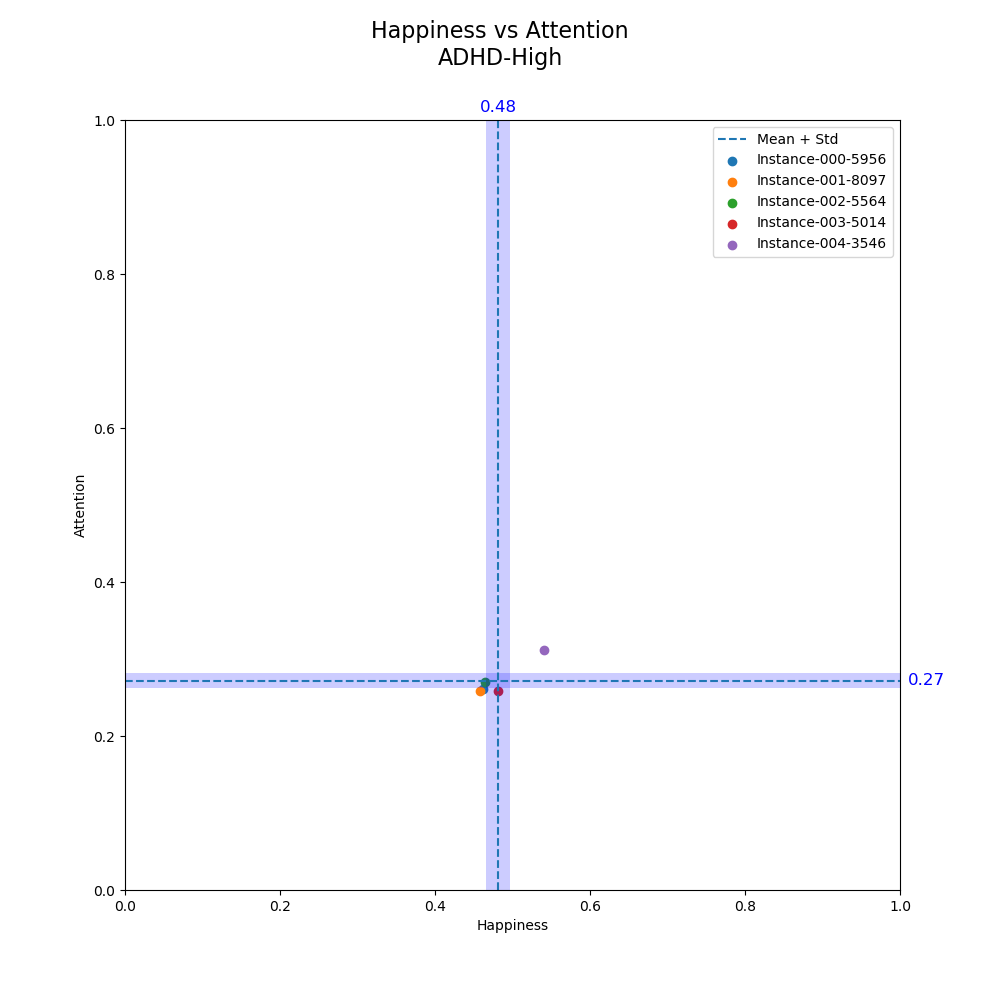 Happiness vs Attention
ADHD-High
0.48
1.0
Mean + Std
Instance-000-5956
Instance-001-8097
Instance-002-5564
Instance-003-5014
Instance-004-3546
0.8
0.6
Attention
0.4
0.27
0.2
0.0
0.0 0.2 0.4 0.6 0.8 1.0
Happiness